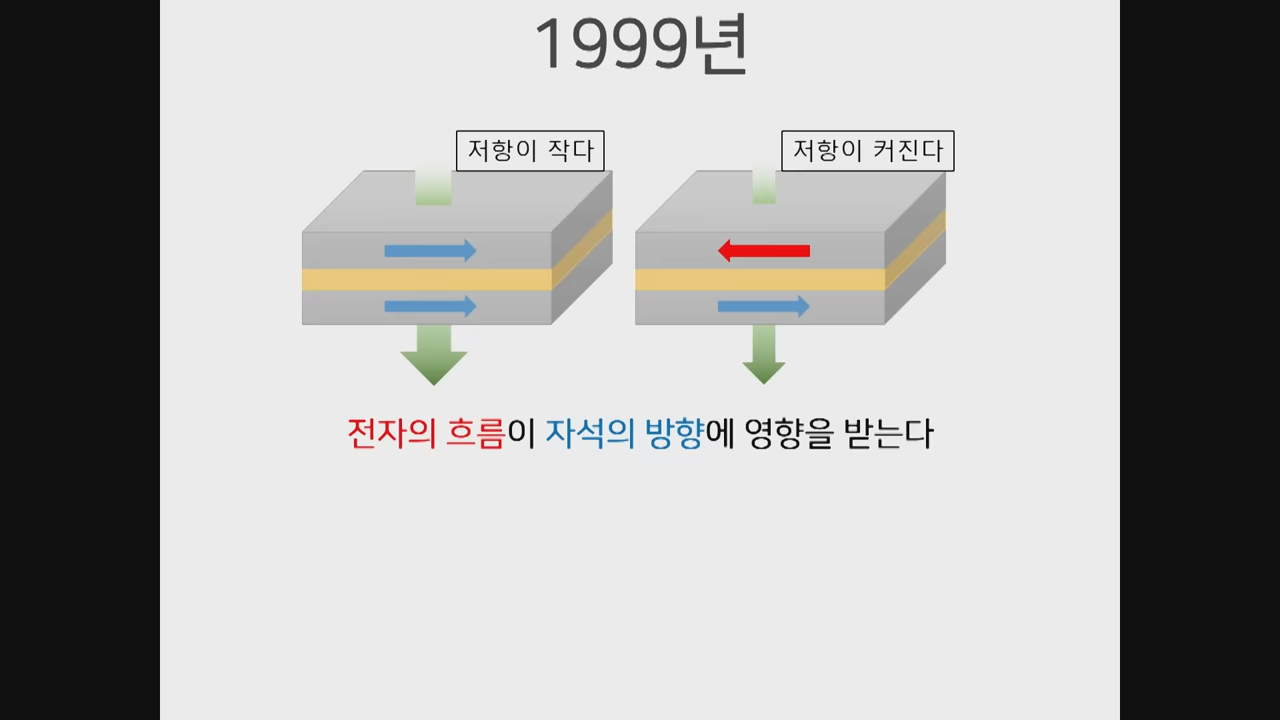 1999년
저항이 작다
저항이 커진다
전자의 흐름이 자석의 방향에 영향을 받는다